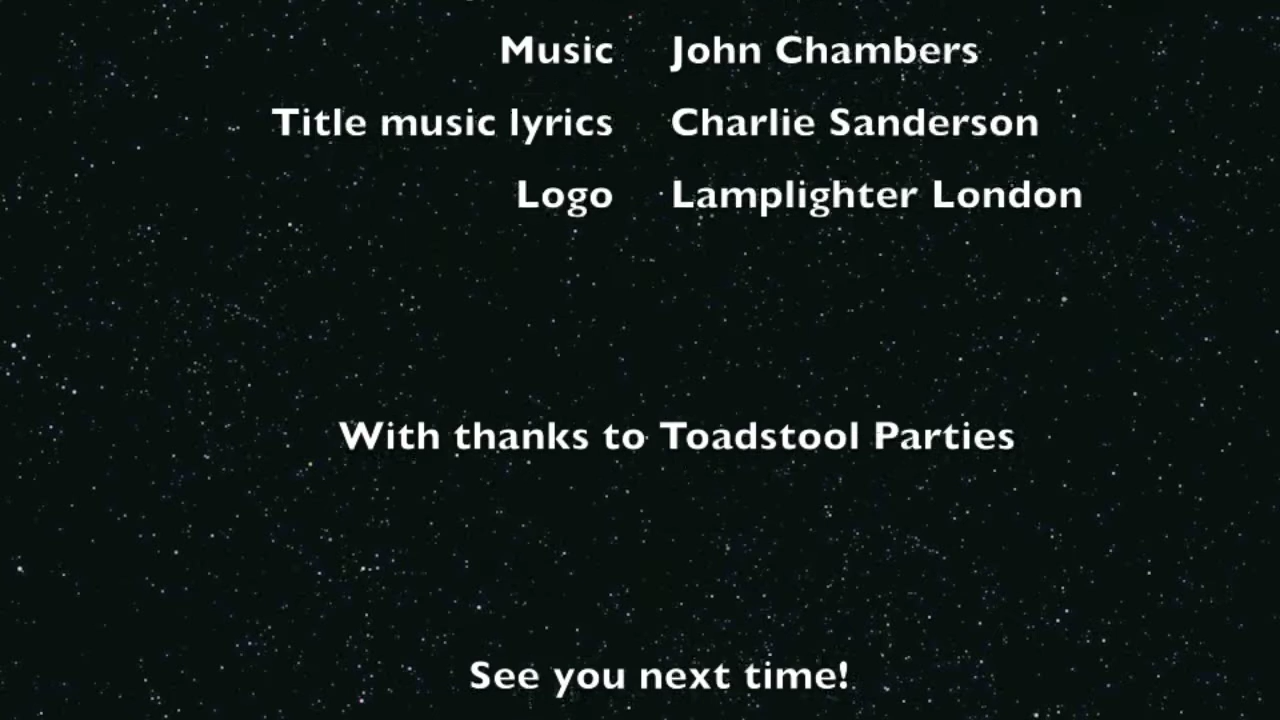 Music John Chambers
Title music lyrics Charlie Sanderson
Logo Lamplighter London
With thanks to Toadstool Parties
See you next time!